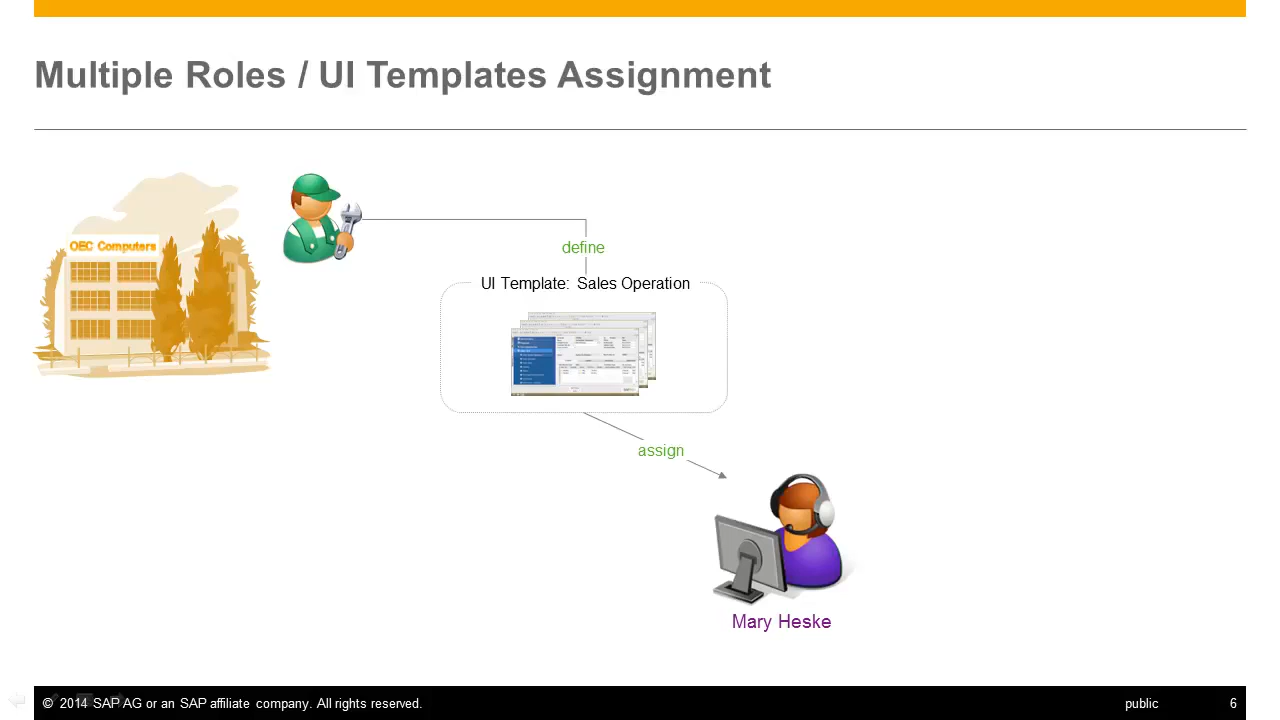 Multiple Roles / UI Templates Assignment
OEC Computers
define
UI Template: Sales Operation
assign
Mary Heske
© 2014 SAP AG or an SAP affiliate company. All rights reserved.
public
6